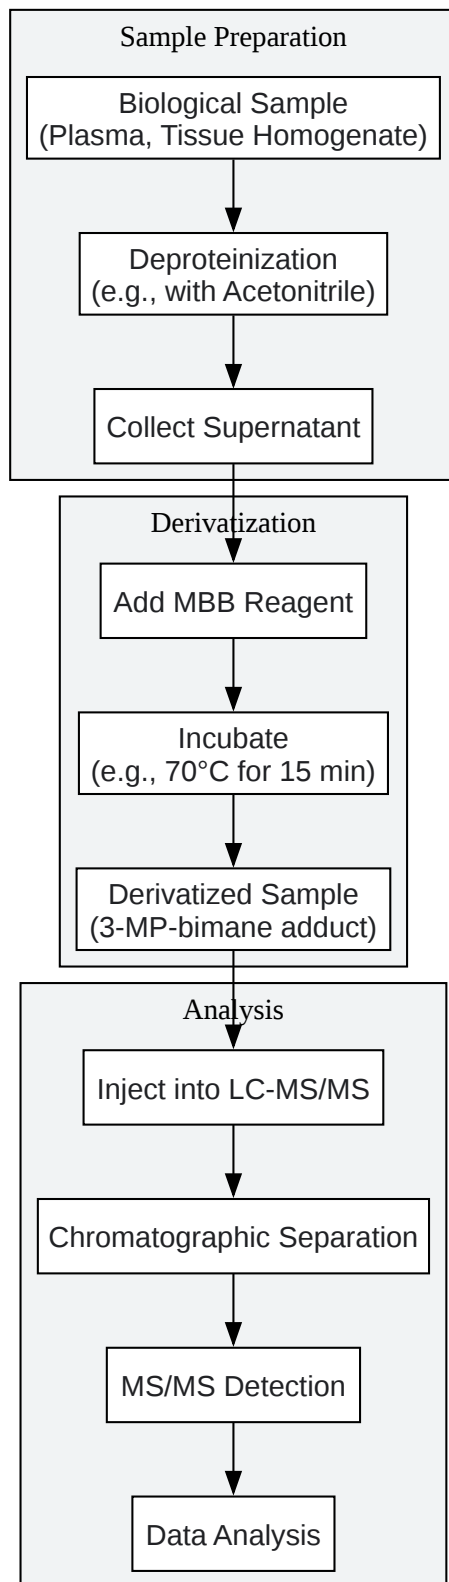 Sample Preparation
Biological Sample
(Plasma, Tissue Homogenate)
Deproteinization
(e.g., with Acetonitrile)
Collect Supernatant
Derivatization
Add MBB Reagent
Incubate
(e.g., 70°C for 15 min)
Derivatized Sample
(3-MP-bimane adduct)
Analysis
Inject into LC-MS/MS
Chromatographic Separation
MS/MS Detection
Data Analysis